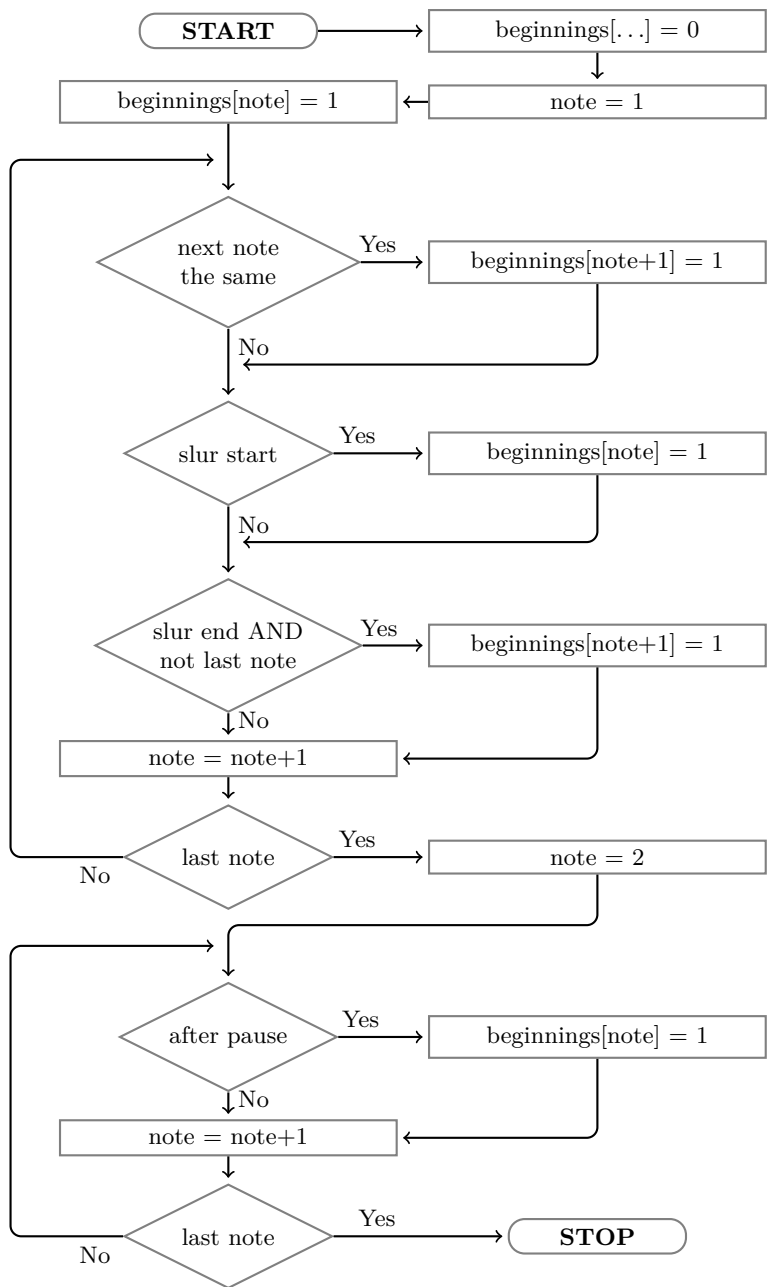 START
beginnings[…] = 0
beginnings[note] = 1
note = 1
next note
the same
Yes
beginnings[note+1] = 1
No
slur start
Yes
beginnings[note] = 1
No
slur end AND
not last note
Yes
beginnings[note+1] = 1
No
note = note+1
last note
Yes
note = 2
No
after pause
Yes
beginnings[note] = 1
No
note = note+1
last note
Yes
STOP
No